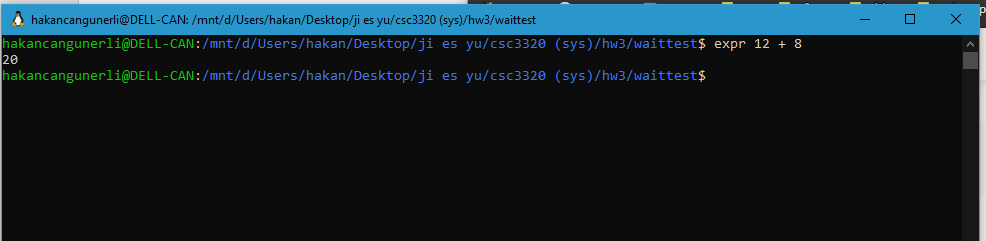 hakancangunerli@DELL-CAN: /mnt/d/Users/hakan/Desktop/ji es yu/csc3320 (sys)/hw3/waittest
hakancangunerli@DELL-CAN:/mnt/d/Users/hakan/Desktop/ji es yu/csc3320 (sys)/hw3/waittest$ expr 12 + 8
20
hakancangunerli@DELL-CAN:/mnt/d/Users/hakan/Desktop/ji es yu/csc3320 (sys)/hw3/waittest$